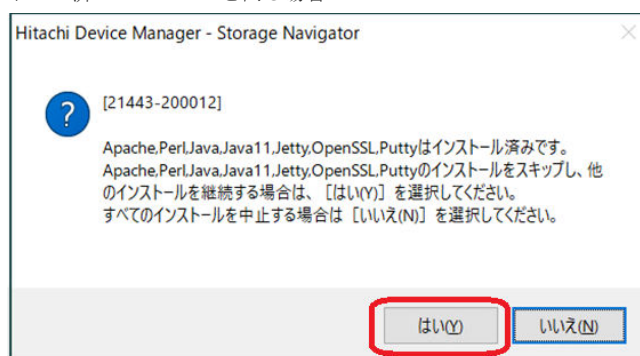 Hitachi Device Manager - Storage Navigator
[21443-200012]
Apache,Perl,Java,Java11,Jetty,OpenSSL,Puttyはインストール済みです。
Apache,Perl,Java,Java11,Jetty,OpenSSL,Puttyのインストールをスキップし、他
のインストールを継続する場合は、［はい(Y)］を選択してください。
すべてのインストールを中止する場合は［いいえ(N)］を選択してください。
はい(Y)
いいえ(N)